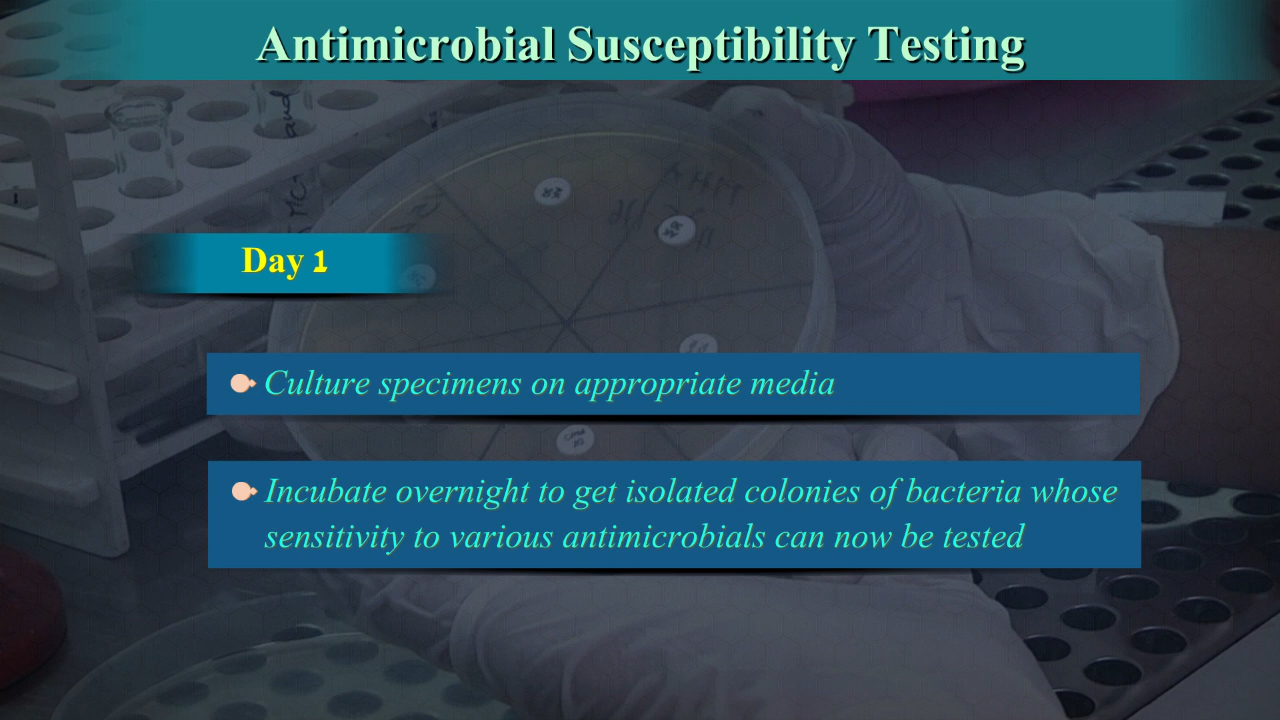 Antimicrobial Susceptibility Testing
Day 1
Culture specimens on appropriate media
Incubate overnight to get isolated colonies of bacteria whose
sensitivity to various antimicrobials can now be tested